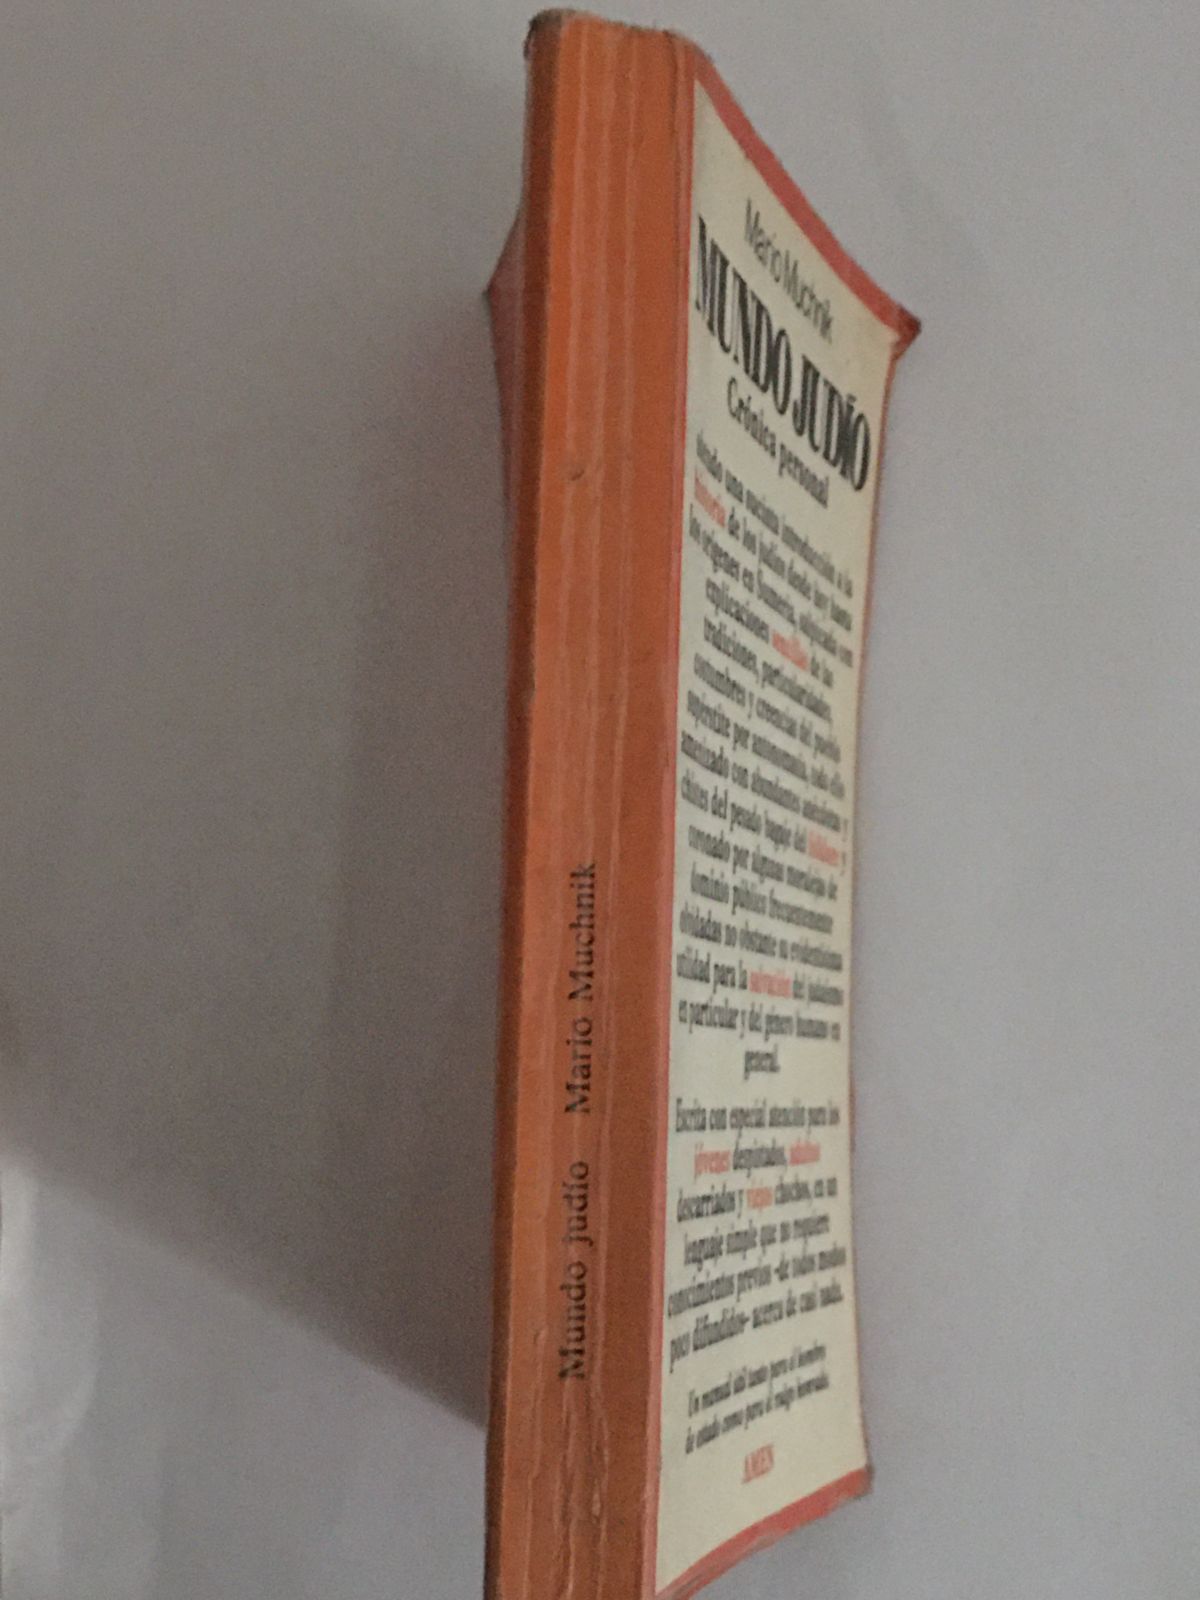 Mundo judío Mario Muchnik
Mario Muchnik
MUNDO JUDÍO
Crónica personal
siendo una sucinta introducción a la
historia de los judíos desde hoy hasta
los orígenes en Sumeria, salpicada con
explicaciones sencillas de las
tradiciones, particularidades,
costumbres y creencias del pueblo
supérstite por antonomasia, todo ello
amenizado con abundantes anécdotas y
chistes del pesado bagaje del folklore y
coronado por algunas moralejas de
dominio público frecuentemente
olvidadas no obstante su evidentísima
utilidad para la salvación del judaísmo
en particular y del género humano en
general.
Escrita con especial atención para los
jóvenes despistados, adultos
descarriados y viejos chochos, en un
lenguaje simple que no requiere
conocimientos previos -de todos modos
poco difundidos- acerca de casi nada.
Un manual útil tanto para el hombre
de estado como para el vulgo honrado.
AMEN